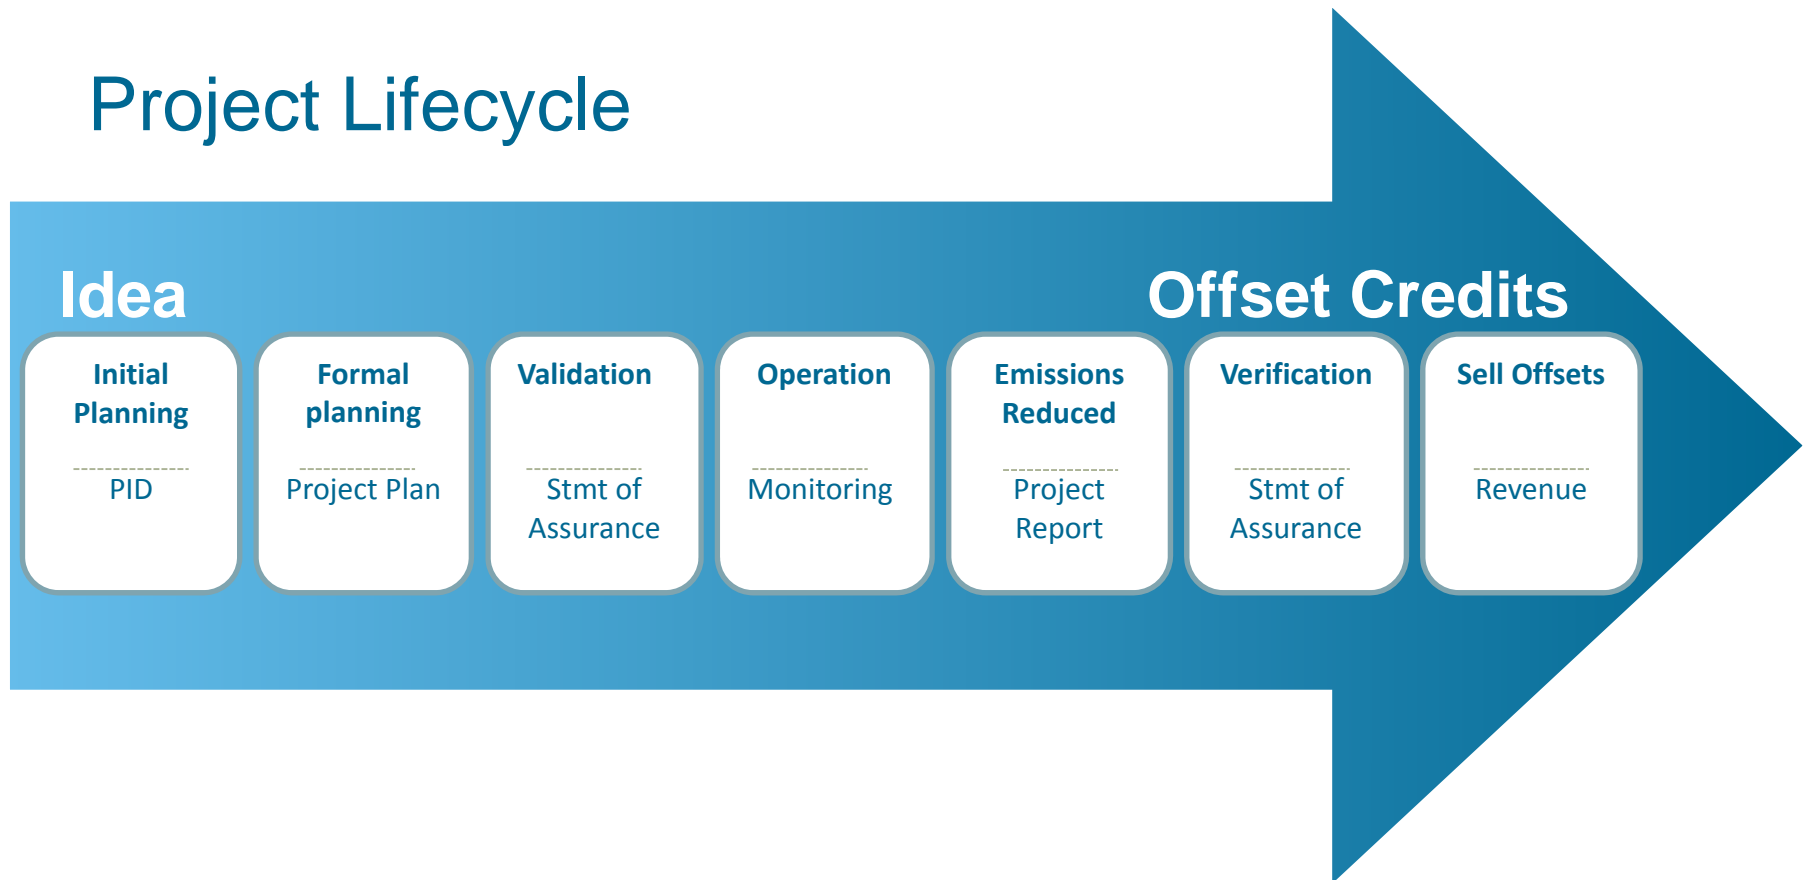 Project Lifecycle
Idea
Offset Credits
Initial
Planning
PID
Formal
planning
Project Plan
Validation
Stmt of
Assurance
Operation
Monitoring
Emissions
Reduced
Project
Report
Verification
Stmt of
Assurance
Sell Offsets
Revenue